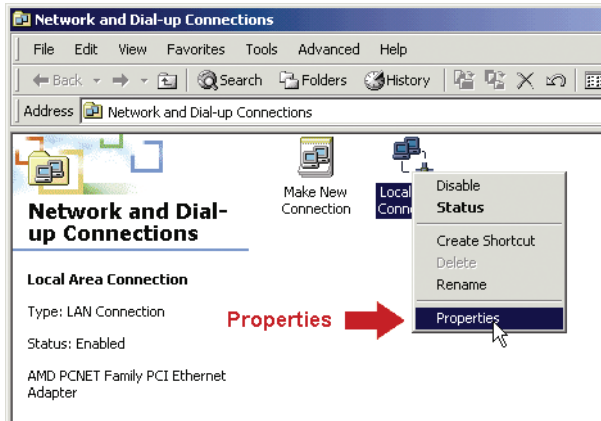 Network and Dial-up Connections
File Edit View Favorites Tools Advanced Help
Back Search Folders History
Address Network and Dial-up Connections
Make New
Connection
Local
Conn
Network and Dial-
up Connections
Local Area Connection
Type: LAN Connection
Status: Enabled
AMD PCNET Family PCI Ethernet
Adapter
Disable
Status
Create Shortcut
Delete
Rename
Properties
Properties